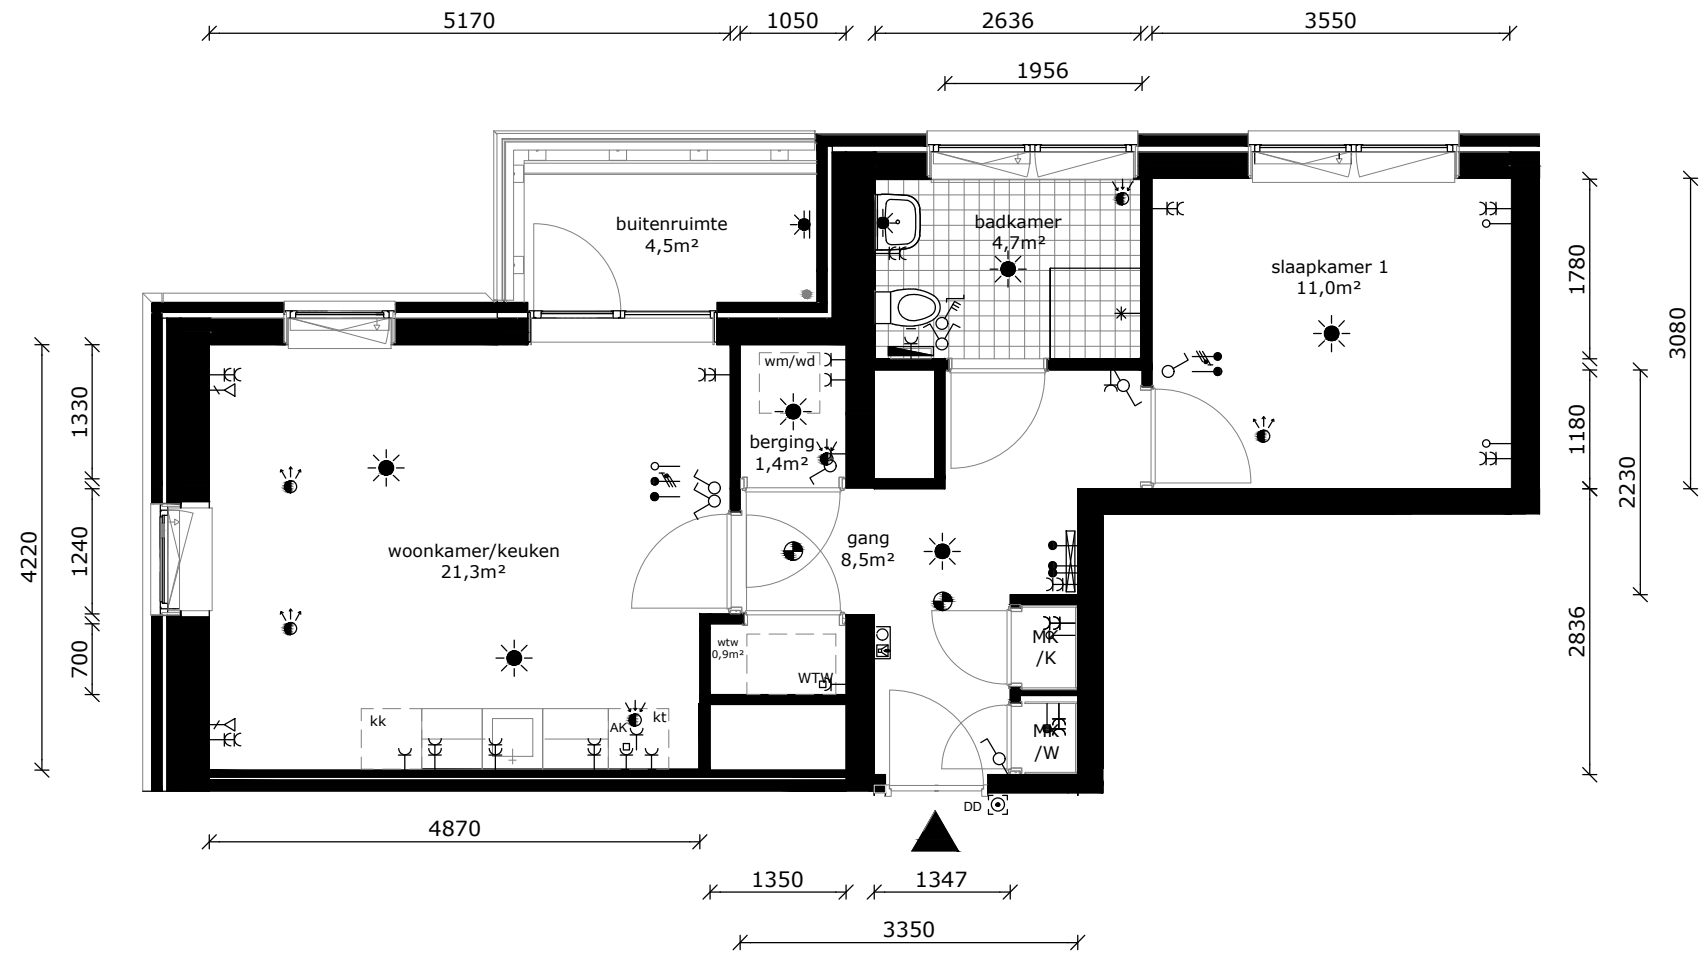 5170
1050
2636
3550
1956
buitenruimte
4,5m²
badkamer
4,7m²
slaapkamer 1
11,0m²
1780
3080
wm/wd
berging
1,4m²
1330
1180
2230
4220
1240
woonkamer/keuken
21,3m²
gang
8,5m²
700
wtw
0,9m²
WTW
MK
/K
2836
kk
AK
kt
MK
/W
DD
4870
1350
1347
3350